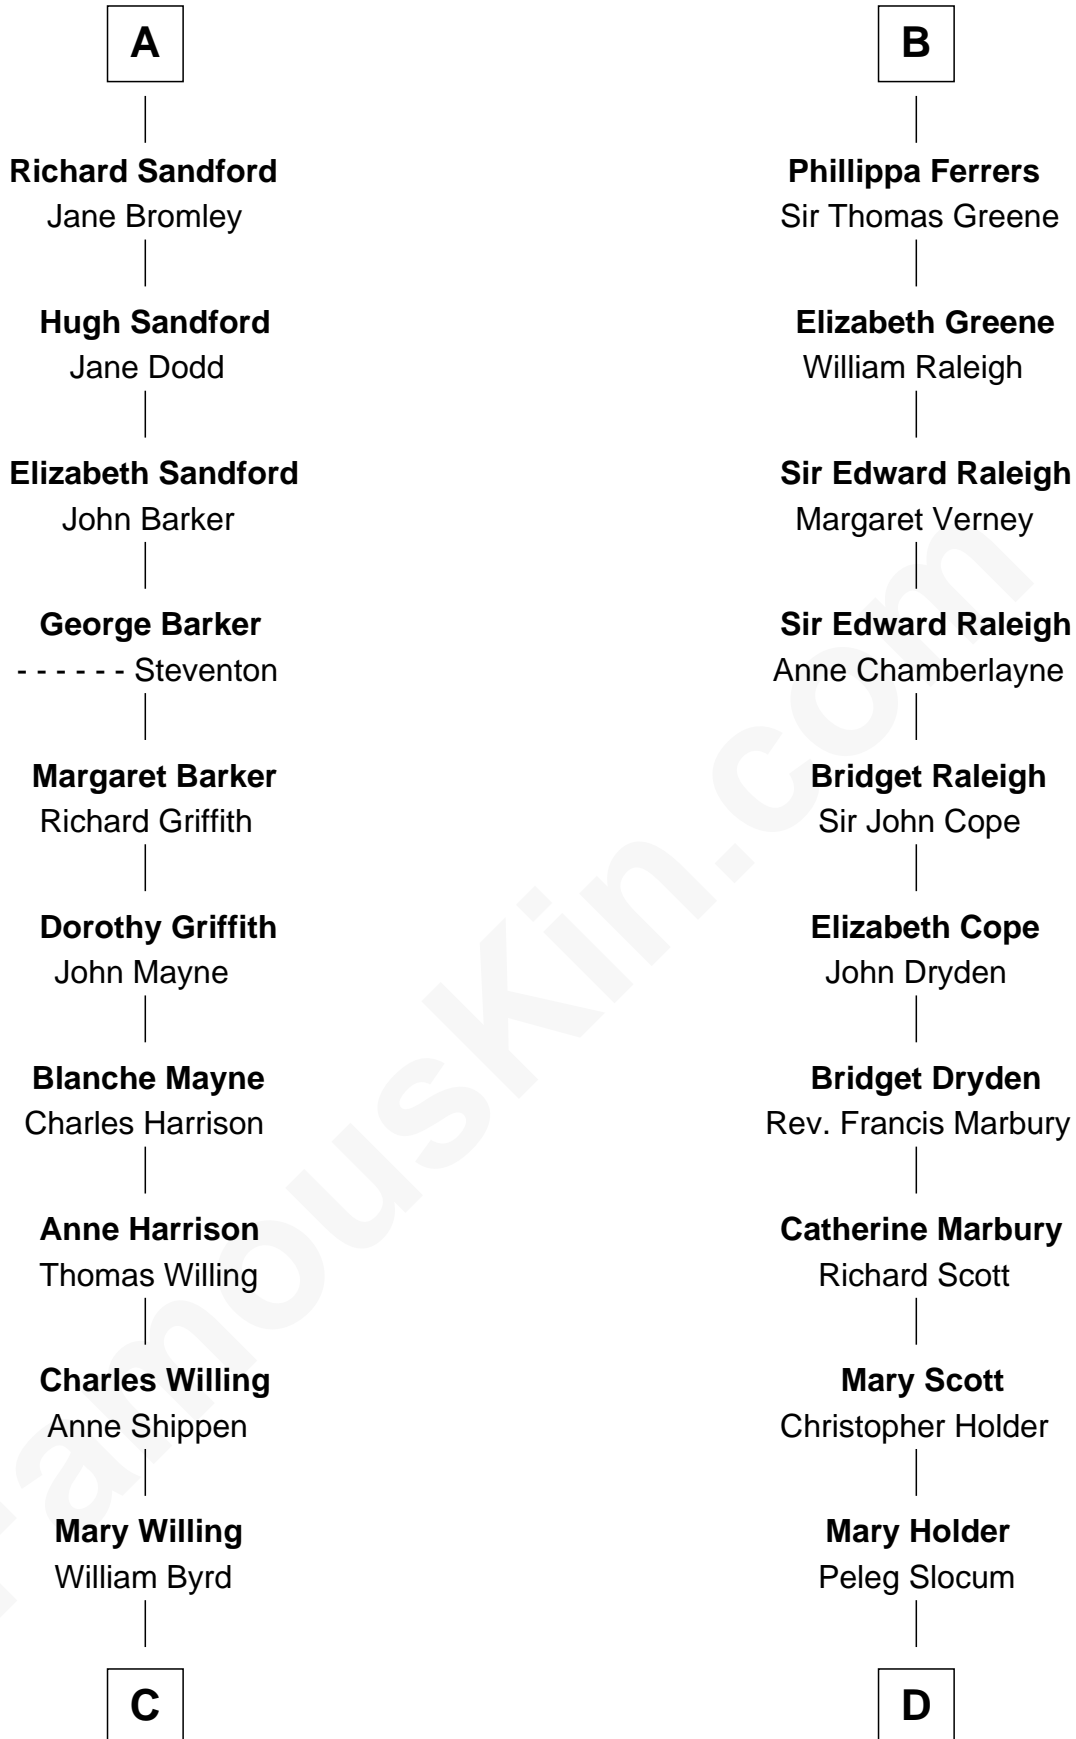 A
Richard Sandford
Jane Bromley
Hugh Sandford
Jane Dodd
Elizabeth Sandford
John Barker
George Barker
- - - - - - Steventon
Margaret Barker
Richard Griffith
Dorothy Griffith
John Mayne
Blanche Mayne
Charles Harrison
Anne Harrison
Thomas Willing
Charles Willing
Anne Shippen
Mary Willing
William Byrd
C
B
Phillippa Ferrers
Sir Thomas Greene
Elizabeth Greene
William Raleigh
Sir Edward Raleigh
Margaret Verney
Sir Edward Raleigh
Anne Chamberlayne
Bridget Raleigh
Sir John Cope
Elizabeth Cope
John Dryden
Bridget Dryden
Rev. Francis Marbury
Catherine Marbury
Richard Scott
Mary Scott
Christopher Holder
Mary Holder
Peleg Slocum
D
FamousKin.com